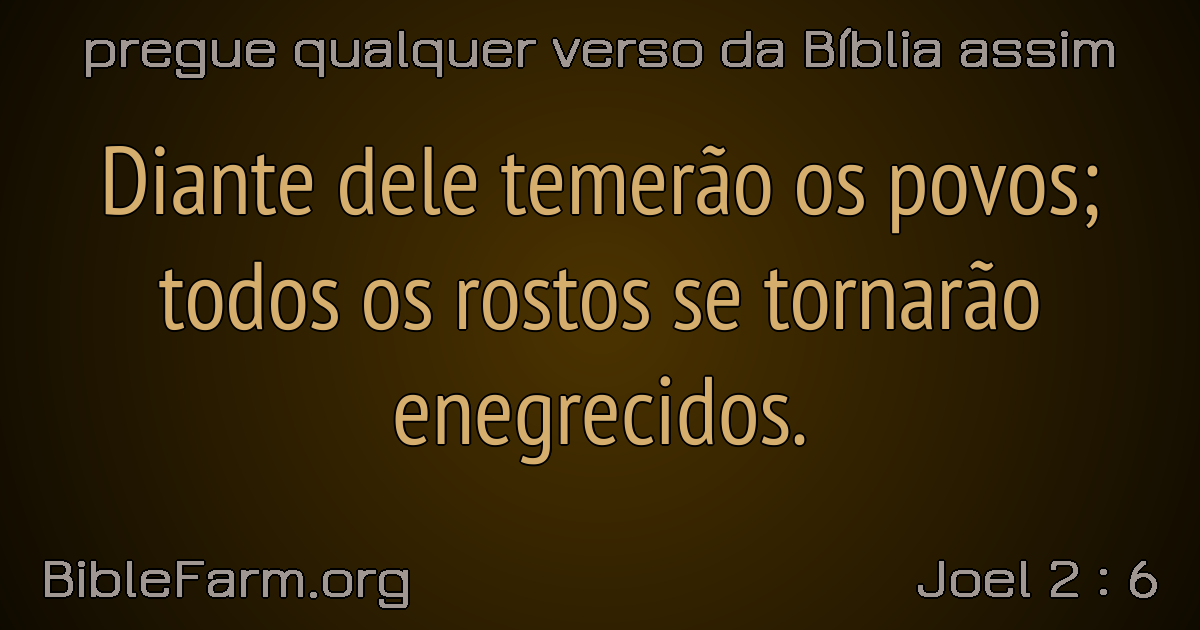 pregue qualquer verso da Bíblia assim
Diante dele temerão os povos;
todos os rostos se tornarão
enegrecidos.
BibleFarm.org
Joel 2 : 6